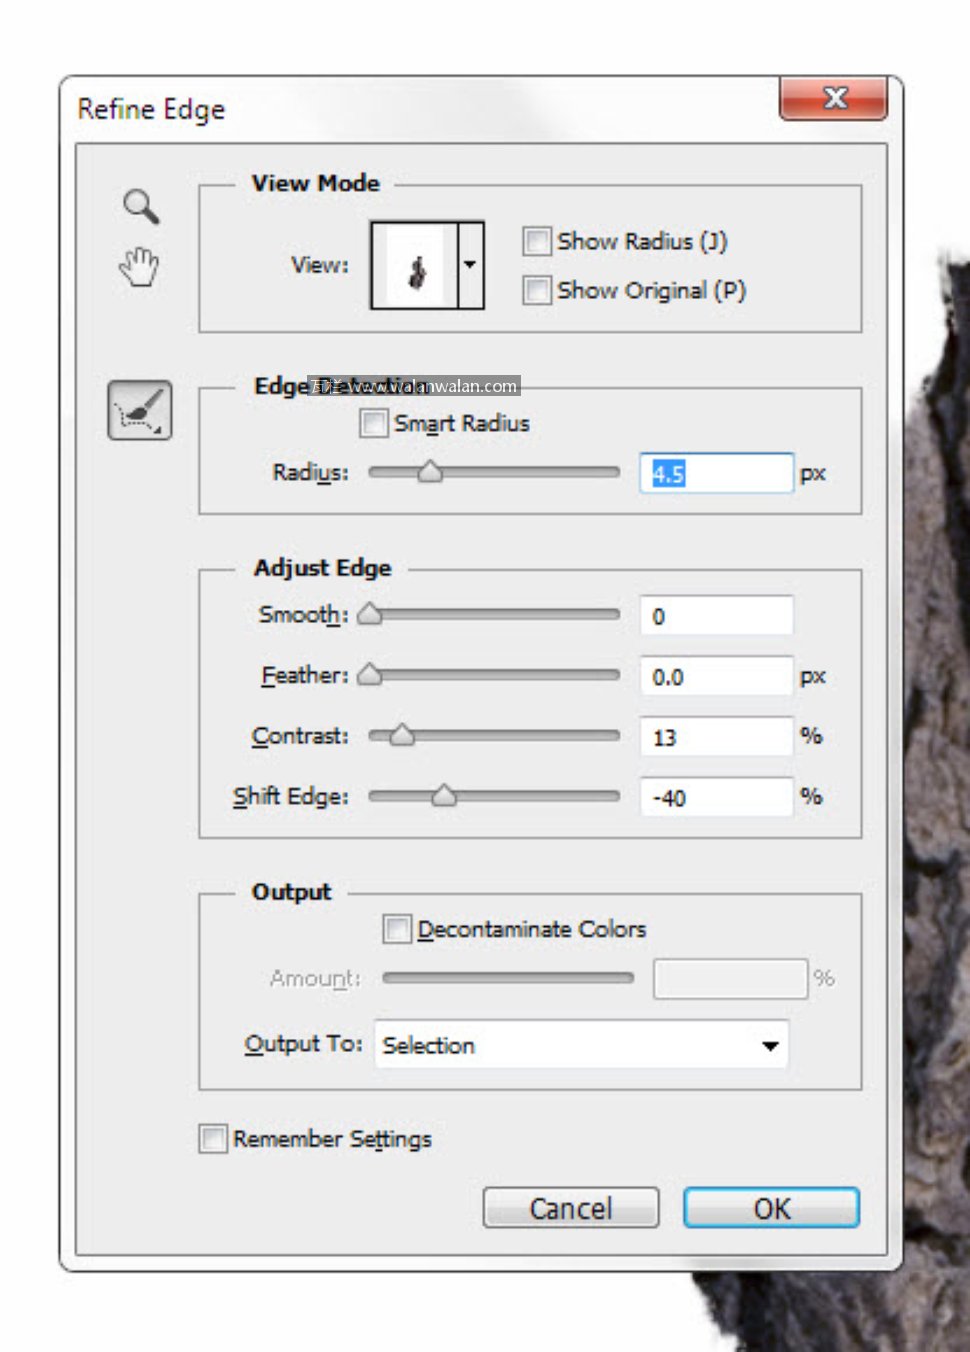 Refine Edge
View Mode
View:
Show Radius (J)
Show Original (P)
Edge Detection
www.walanwalan.com
Smart Radius
Radius: 4.5 px
Adjust Edge
Smooth: 0
Feather: 0.0 px
Contrast: 13 %
Shift Edge: -40 %
Output
Decontaminate Colors
Amount: %
Output To: Selection
Remember Settings
Cancel OK